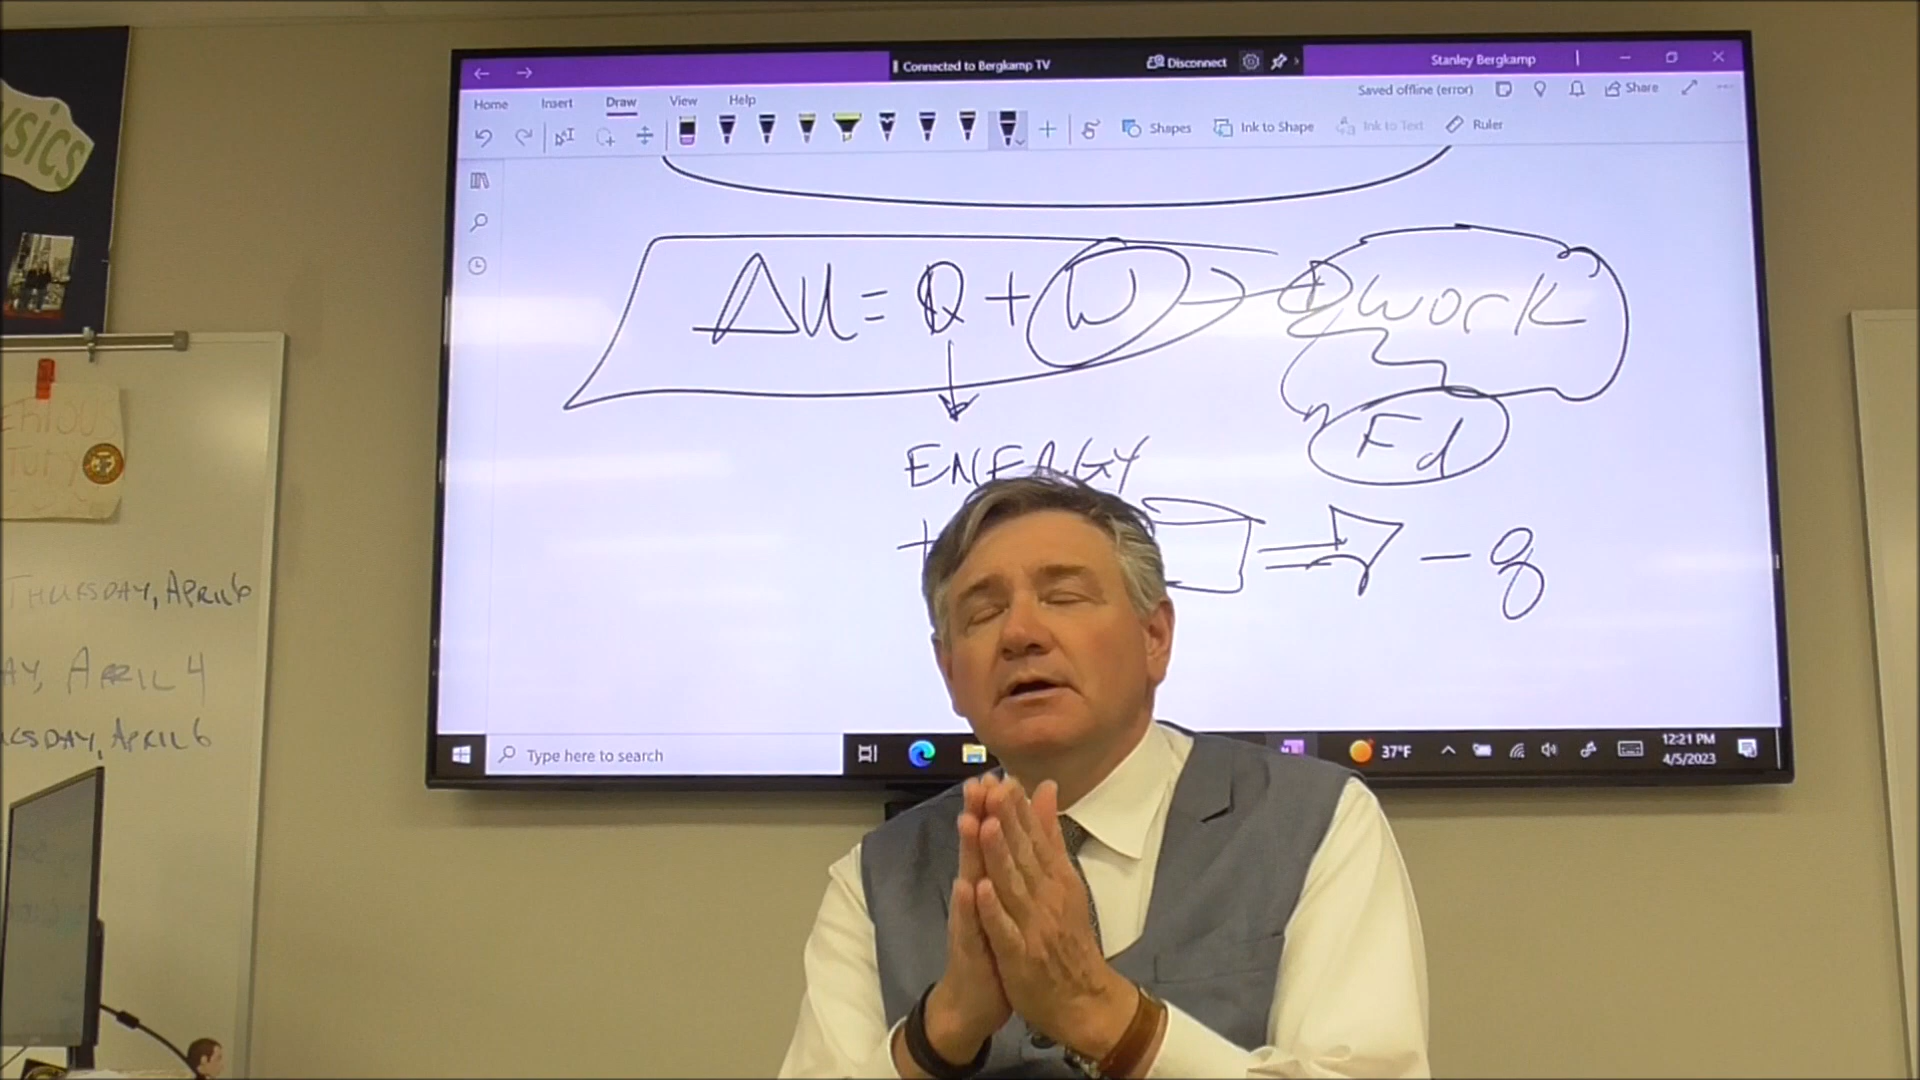 Connected to Bergkamp TV
Disconnect
Stanley Bergkamp
Home Insert Draw View Help
Saved offline (error)
Share
Shapes
Ink to Shape
Ink to Text
Ruler
ΔU = Q + W → work
Fd
ENERGY
+
- q
THURSDAY, APRIL 6
AY, APRIL 4
APRIL 6
Type here to search
37°F
12:21 PM
4/5/2023